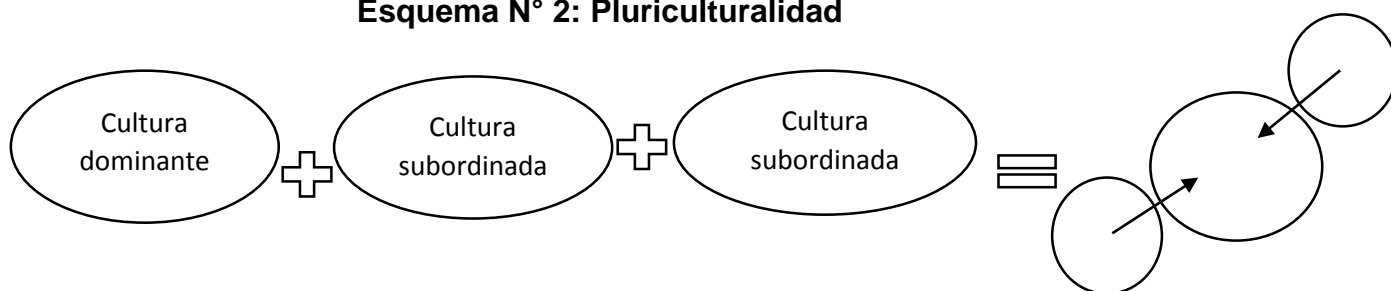 Esquema N° 2: Pluriculturalidad
Cultura
dominante
Cultura
subordinada
Cultura
subordinada